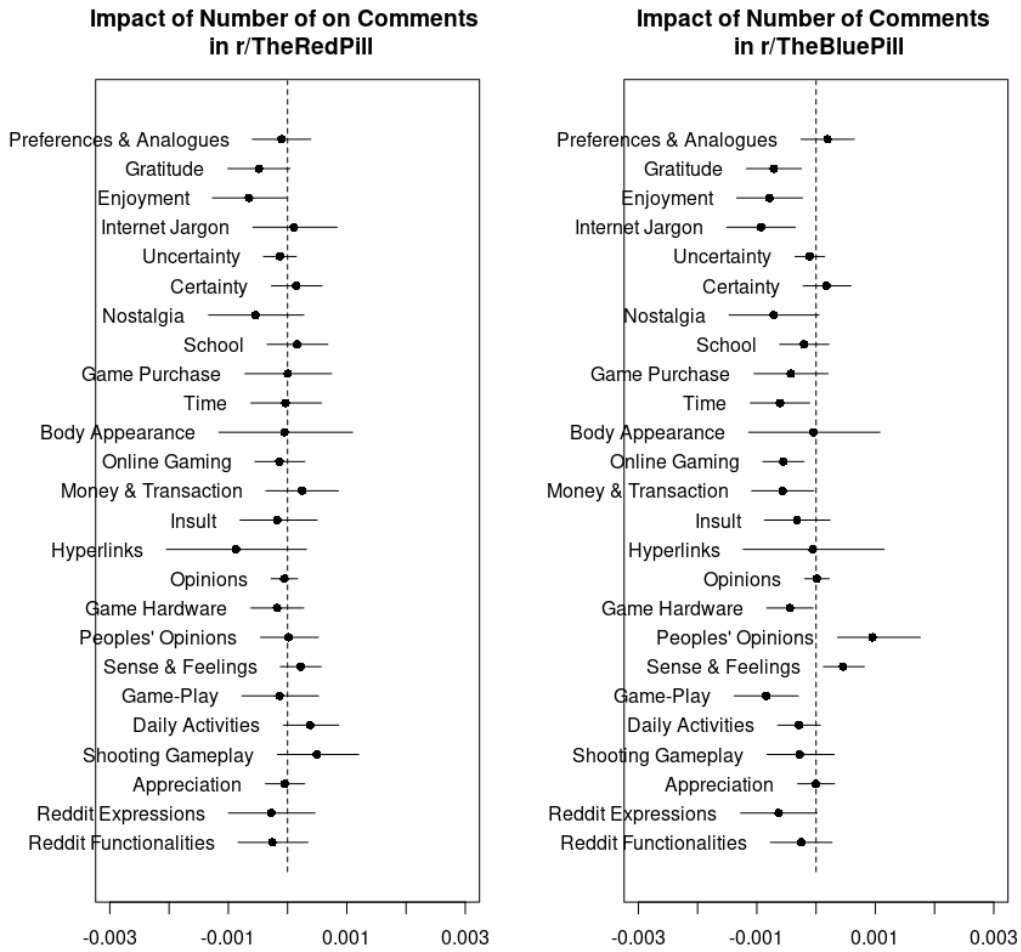 Impact of Number of on Comments
in r/TheRedPill
Preferences & Analogues
Gratitude
Enjoyment
Internet Jargon
Uncertainty
Certainty
Nostalgia
School
Game Purchase
Time
Body Appearance
Online Gaming
Money & Transaction
Insult
Hyperlinks
Opinions
Game Hardware
Peoples' Opinions
Sense & Feelings
Game-Play
Daily Activities
Shooting Gameplay
Appreciation
Reddit Expressions
Reddit Functionalities
-0.003 -0.001 0.001 0.003
Impact of Number of Comments
in r/TheBluePill
Preferences & Analogues
Gratitude
Enjoyment
Internet Jargon
Uncertainty
Certainty
Nostalgia
School
Game Purchase
Time
Body Appearance
Online Gaming
Money & Transaction
Insult
Hyperlinks
Opinions
Game Hardware
Peoples' Opinions
Sense & Feelings
Game-Play
Daily Activities
Shooting Gameplay
Appreciation
Reddit Expressions
Reddit Functionalities
-0.003 -0.001 0.001 0.003